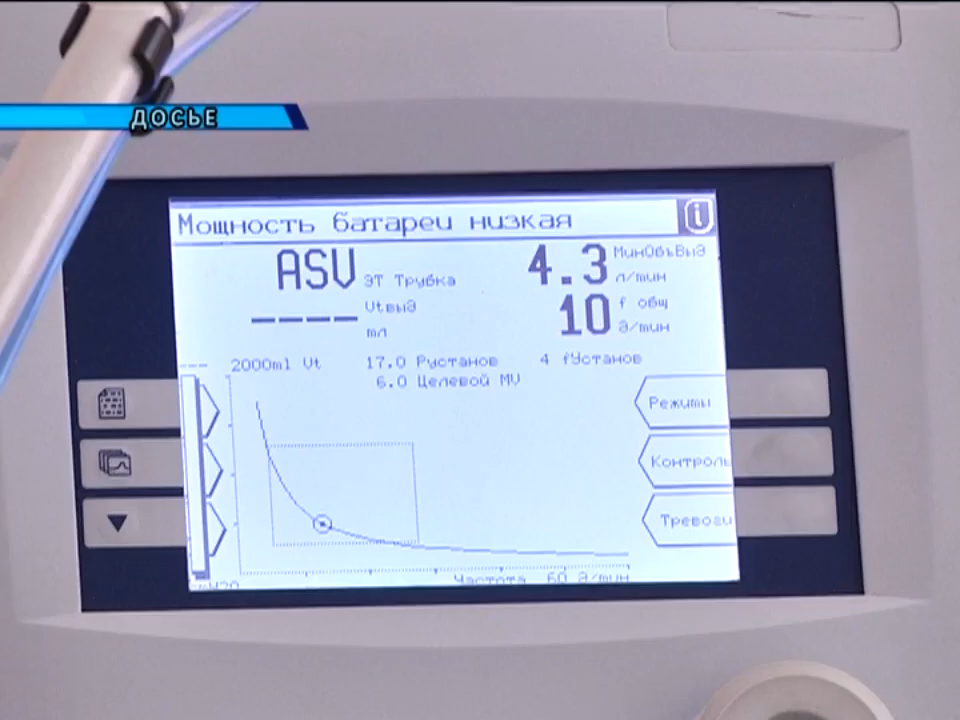 ДОСЬЕ
Мощность батареи низкая
ASV ЭТ Трубка
4.3 МинОбъВыд
л/мин
---- Vtвыд
мл
10 f общ
д/мин
--- 2000ml Vt 17.0 Pустанов 4 fУстанов
6.0 Целевой MV
Режимы
Контроль
Тревоги
Частота 60 д/мин